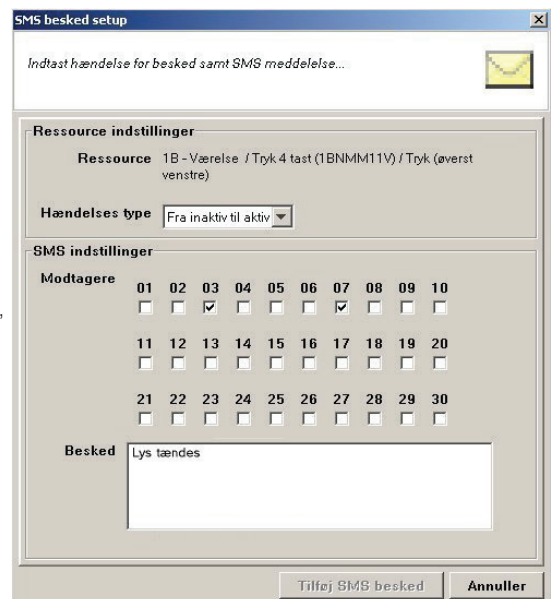 SMS besked setup
Indtast hændelse for besked samt SMS meddelelse...
Ressource indstillinger
Ressource 1B - Værelse / Tryk 4 tast (1BNMM11V) / Tryk (øverst
venstre)
Hændelses type Fra inaktiv til aktiv
SMS indstillinger
Modtagere
01 02 03 04 05 06 07 08 09 10
11 12 13 14 15 16 17 18 19 20
21 22 23 24 25 26 27 28 29 30
Besked Lys tændes
Tilføj SMS besked Annuller